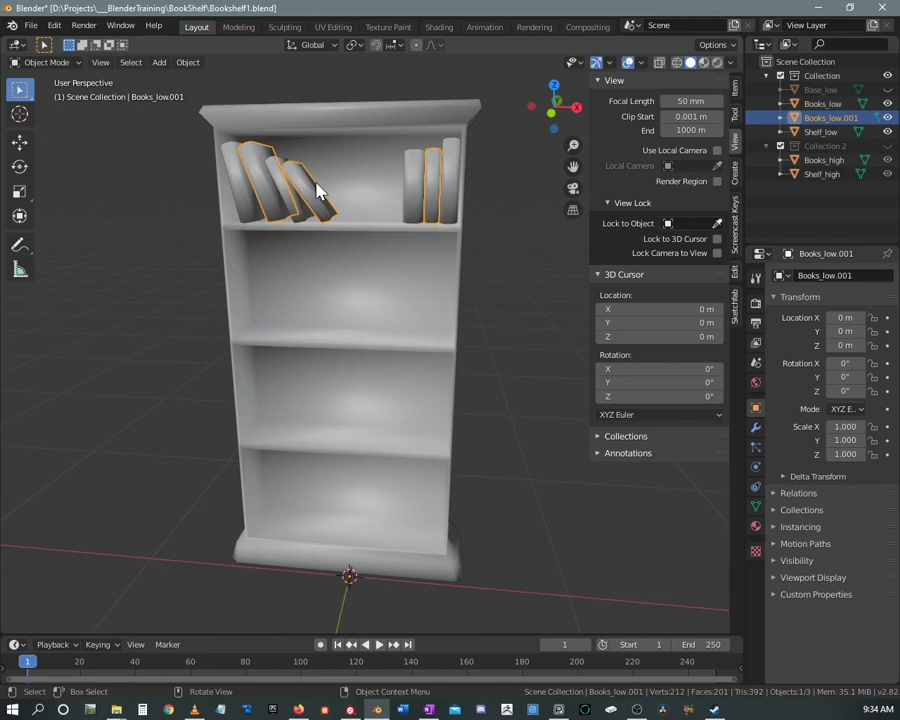 Blender* [D:\Projects\___BlenderTraining\BookShelf\Bookshelf1.blend]
File Edit Render Window Help Layout Modeling Sculpting UV Editing Texture Paint Shading Animation Rendering Compositing Scene View Layer
Global Options
Object Mode View Select Add Object
User Perspective
(1) Scene Collection | Books_low.001
Z
X
Y
View
Focal Length 50 mm
Clip Start 0.001 m
End 1000 m
Use Local Camera
Local Camera
Render Region
View Lock
Lock to Object
Lock to 3D Cursor
Lock Camera to View
3D Cursor
Location:
X 0 m
Y 0 m
Z 0 m
Rotation:
X 0°
Y 0°
Z 0°
XYZ Euler
Collections
Annotations
Item
Tool
View
Create
Screencast Keys
Edit
Sketchfab
Scene Collection
Collection
Base_low
Books_low
Books_low.001
Shelf_low
Collection 2
Books_high
Shelf_high
Books_low.001
Books_low.001
Transform
Location X 0 m
Y 0 m
Z 0 m
Rotation X 0°
Y 0°
Z 0°
Mode XYZ E..
Scale X 1.000
Y 1.000
Z 1.000
Delta Transform
Relations
Collections
Instancing
Motion Paths
Visibility
Viewport Display
Custom Properties
Playback Keying View Marker 1 Start 1 End 250
1 20 40 60 80 100 120 140 160 180 200 220 240
Select Box Select Rotate View Object Context Menu Scene Collection | Books_low.001 | Verts:212 | Faces:201 | Tris:392 | Objects:1/3 | Mem: 35.1 MiB | v2.82
9:34 AM